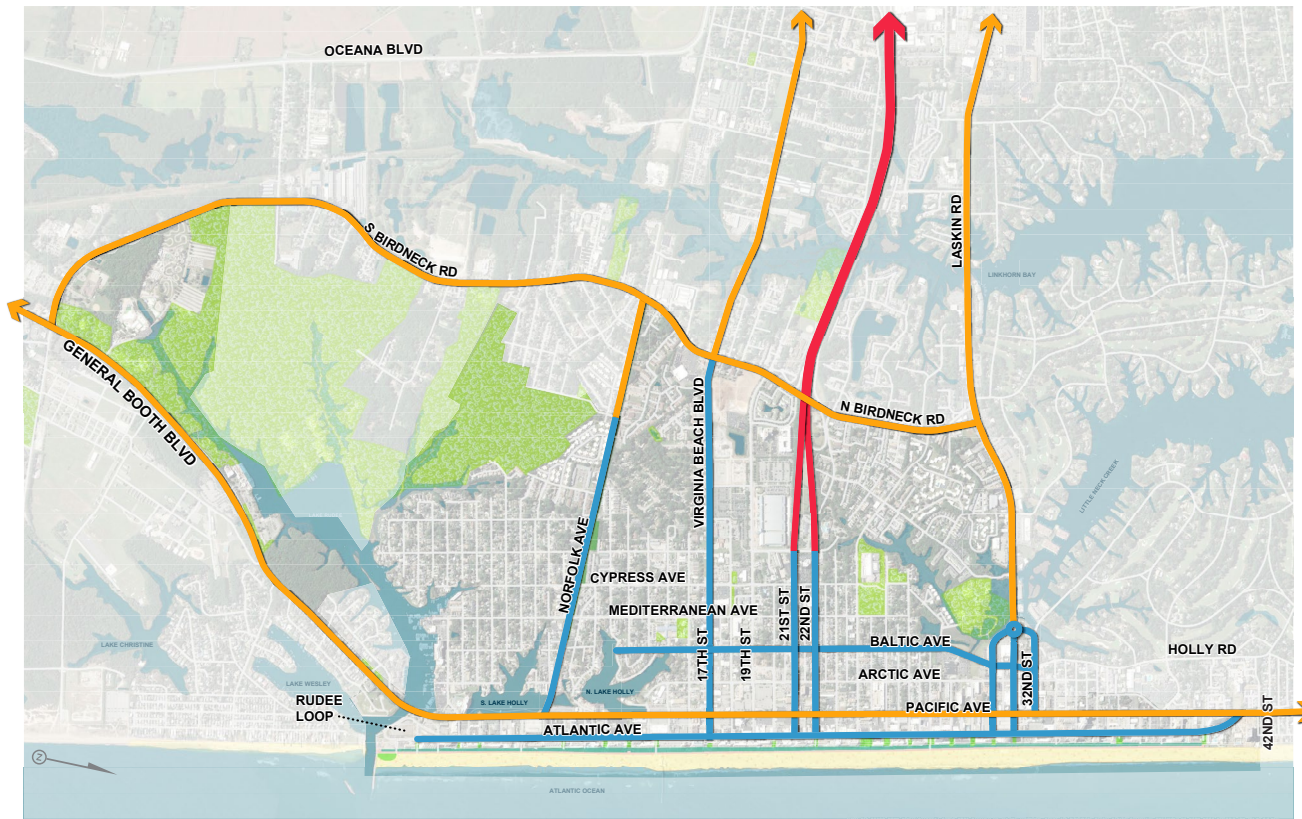 OCEANA BLVD
S BIRDNECK RD
LASKIN RD
LINKHORN BAY
GENERAL BOOTH BLVD
VIRGINIA BEACH BLVD
N BIRDNECK RD
LITTLE NECK CREEK
NORFOLK AVE
CYPRESS AVE
MEDITERRANEAN AVE
17TH ST
19TH ST
21ST ST
22ND ST
BALTIC AVE
LAKE CHRISTINE
HOLLY RD
ARCTIC AVE
32ND ST
LAKE WESLEY
N. LAKE HOLLY
S. LAKE HOLLY
RUDEE
LOOP
PACIFIC AVE
42ND ST
ATLANTIC AVE
Z
ATLANTIC OCEAN